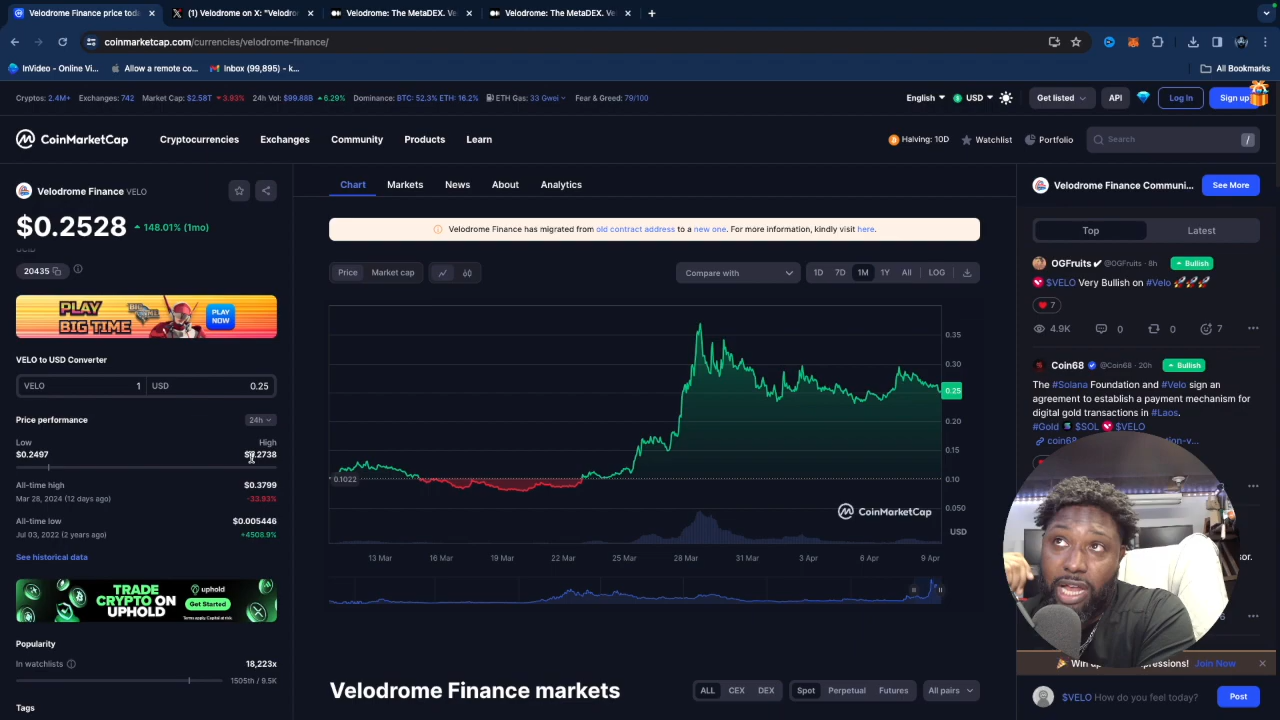 Velodrome Finance price toda
(1) Velodrome on X: "Velodr
Velodrome: The MetaDEX. Ve
Velodrome: The MetaDEX. Ve
coinmarketcap.com/currencies/velodrome-finance/
InVideo - Online Vi...
Allow a remote co...
Inbox (99,895) - k...
All Bookmarks
Cryptos: 2.4M+ Exchanges: 742 Market Cap: $2.58T 3.93% 24h Vol: $99.88B 6.29% Dominance: BTC: 52.3% ETH: 16.2% ETH Gas: 33 Gwei Fear & Greed: 79/100
English USD Get listed API Log In Sign up
CoinMarketCap Cryptocurrencies Exchanges Community Products Learn
Halving: 10D Watchlist Portfolio Search /
Velodrome Finance VELO
$0.2528 148.01% (1mo)
20435
PLAY BIG TIME
BIG TIME
PLAY NOW
VELO to USD Converter
VELO 1 USD 0.25
Price performance 24h
Low High
$0.2497 $0.2738
All-time high $0.3799
Mar 28, 2024 (12 days ago) -33.93%
All-time low $0.005446
Jul 03, 2022 (2 years ago) +4508.9%
See historical data
TRADE CRYPTO ON UPHOLD
uphold
Get Started
Terms apply. Capital at risk.
Popularity
In watchlists 18,223x
1505th / 9.5K
Tags
Chart Markets News About Analytics
Velodrome Finance has migrated from old contract address to a new one. For more information, kindly visit here.
Price Market cap
Compare with 1D 7D 1M 1Y All LOG
0.35
0.30
0.25
0.20
0.15
0.10
0.050
0.1022
CoinMarketCap
USD
13 Mar 16 Mar 19 Mar 22 Mar 25 Mar 28 Mar 31 Mar 3 Apr 6 Apr 9 Apr
Velodrome Finance markets
ALL CEX DEX Spot Perpetual Futures All pairs
Velodrome Finance Communi... See More
Top Latest
OGFruits @OGFruits · 8h Bullish
$VELO Very Bullish on #Velo
7
4.9K 0 0 7
Coin68 @Coin68 · 20h Bullish
The #Solana Foundation and #Velo sign an
agreement to establish a payment mechanism for
digital gold transactions in #Laos.
#Gold $SOL $VELO
Join Now
$VELO How do you feel today? Post